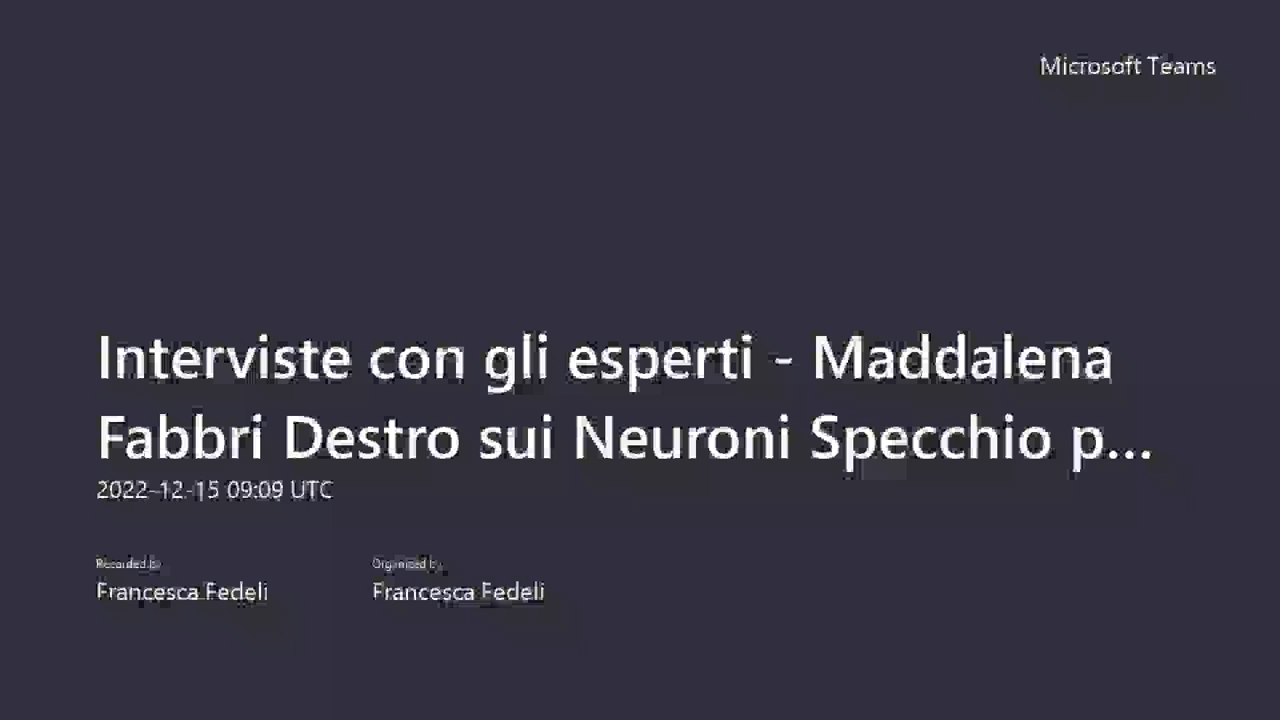 Microsoft Teams
Interviste con gli esperti - Maddalena
Fabbri Destro sui Neuroni Specchio p...
2022-12-15 09:09 UTC
Recorded by
Organized by
Francesca Fedeli
Francesca Fedeli